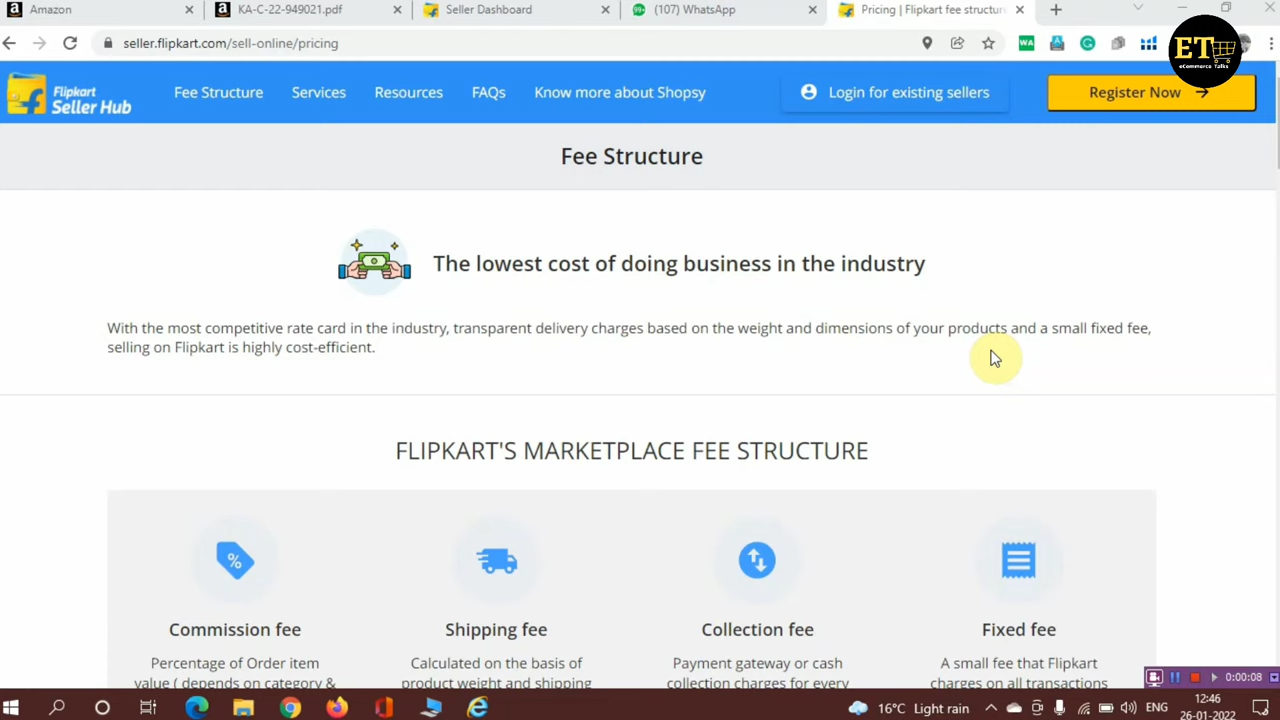 Amazon
KA-C-22-949021.pdf
Seller Dashboard
99+
(107) WhatsApp
Pricing | Flipkart fee structure
seller.flipkart.com/sell-online/pricing
ET
eCommerce Talks
Flipkart
Seller Hub
Fee Structure
Services
Resources
FAQs
Know more about Shopsy
Login for existing sellers
Register Now
Fee Structure
The lowest cost of doing business in the industry
With the most competitive rate card in the industry, transparent delivery charges based on the weight and dimensions of your products and a small fixed fee,
selling on Flipkart is highly cost-efficient.
FLIPKART'S MARKETPLACE FEE STRUCTURE
%
Commission fee
Shipping fee
Collection fee
Fixed fee
Percentage of Order item
value ( depends on category &
Calculated on the basis of
product weight and shipping
Payment gateway or cash
collection charges for every
A small fee that Flipkart
charges on all transactions
0:00:08
16°C Light rain
ENG
12:46
26-01-2022